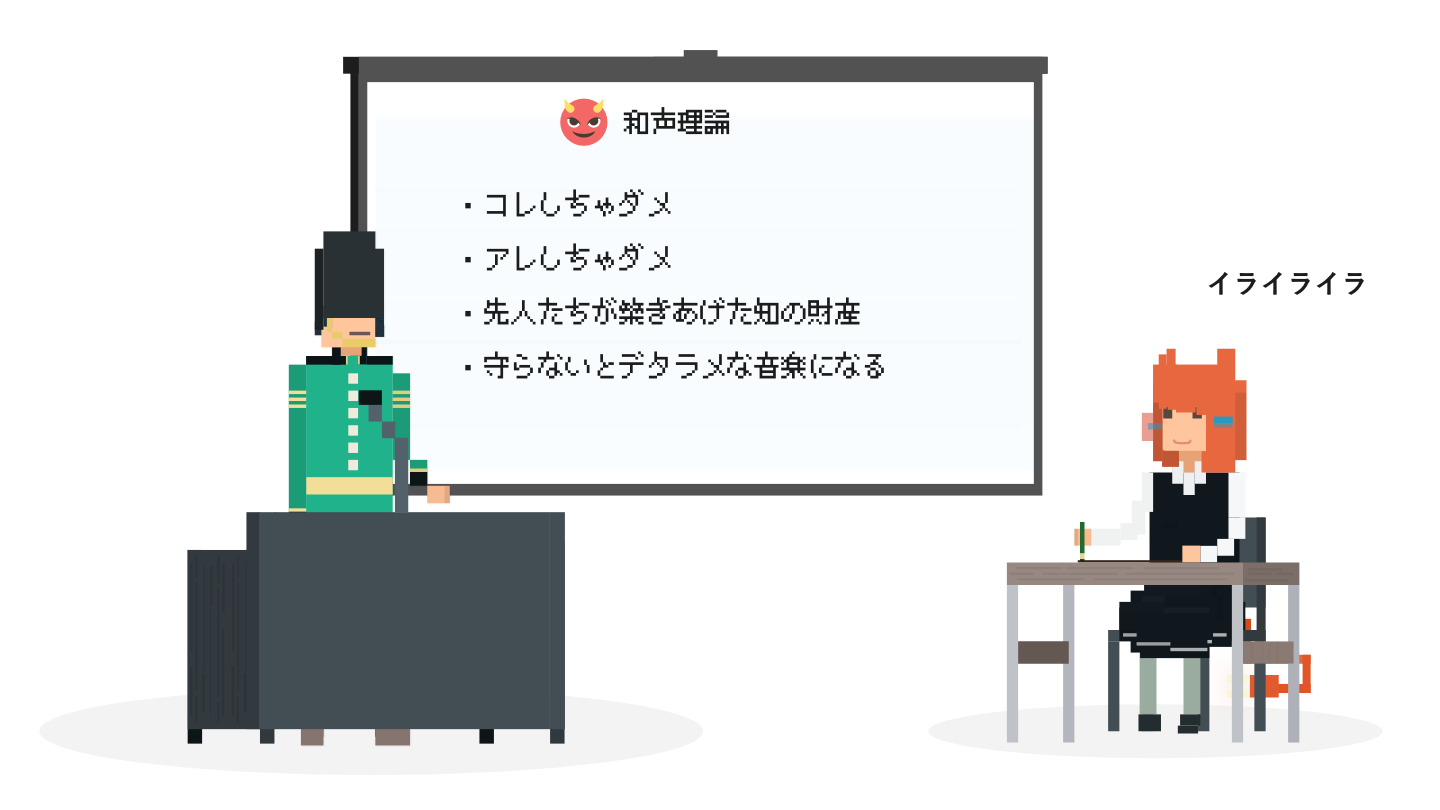 和声理論
・コレしちゃダメ
・アレしちゃダメ
・先人たちが築きあげた知の財産
・守らないとデタラメな音楽になる
イライライラ